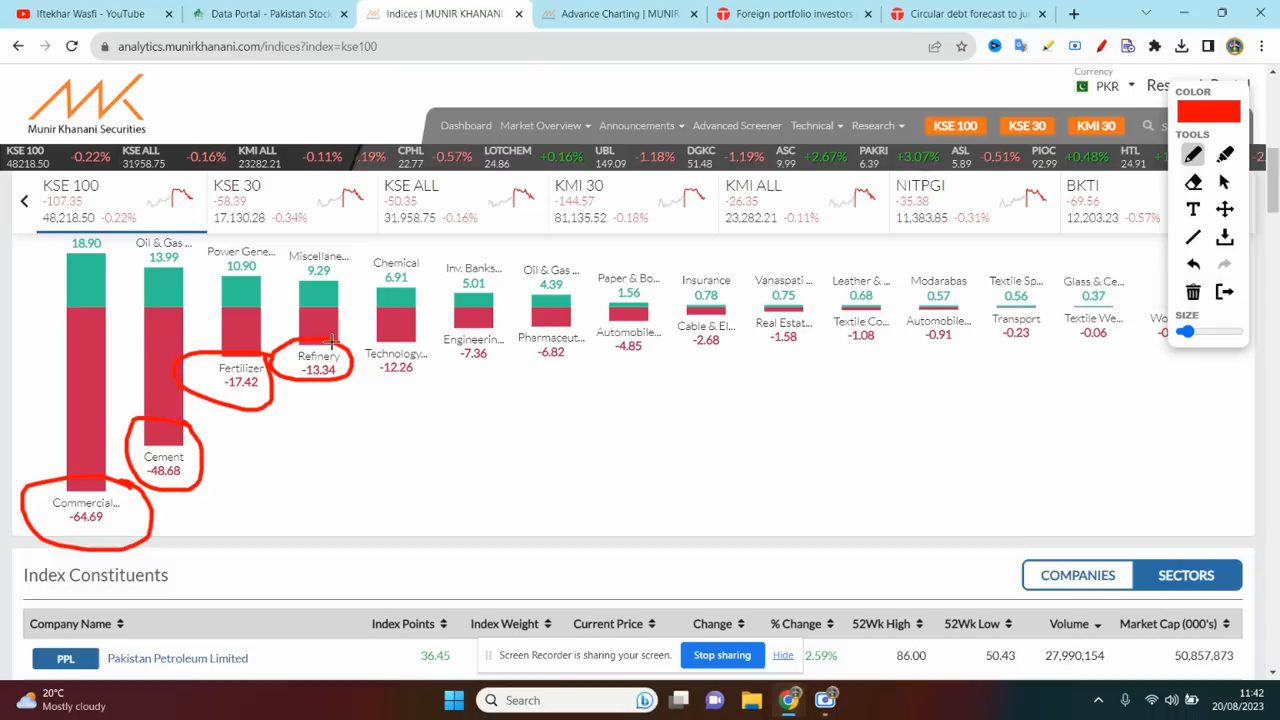 Iftekhar Wasfi - YouTube
Data Portal - Pakistan Stock
Indices | MUNIR KHANANI
Advance Charting | MUNIR
Foreign portfolio investors
Circular debt forecast to ju
analytics.munirkhanani.com/indices?index=kse100
Munir Khanani Securities
Currency
PKR
Dashboard Market Overview Announcements Advanced Screener Technical Research KSE 100 KSE 30 KMI 30
KSE 100 48218.50 -0.22%
KSE ALL 31958.75 -0.16%
KMI ALL 23282.21 -0.11%
.19%
CPHL 22.77 -0.57%
LOTCHEM 24.86 +0.16%
UBL 149.09 -1.18%
DGKC 51.48 -1.19%
ASC 9.99 +2.67%
PAKRI 6.39 +3.07%
ASL 5.89 -0.51%
PIOC 92.99 +0.48%
HTL 24.91
KSE 100
-107.35
48,218.50 -0.22%
KSE 30
-58.39
17,130.28 -0.34%
KSE ALL
-50.35
31,958.75 -0.16%
KMI 30
-144.57
81,135.52 -0.18%
KMI ALL
-26.35
23,282.21 -0.11%
NITPGI
-35.38
11,383.85 -0.31%
BKTI
-69.56
12,203.23 -0.57%
COLOR
TOOLS
T
SIZE
18.90
Oil & Gas ...
13.99
Power Gene...
10.90
Miscellane...
9.29
Chemical
6.91
Inv. Banks...
5.01
Oil & Gas ...
4.39
Paper & Bo...
1.56
Insurance
0.78
Vanaspati ...
0.75
Leather & ...
0.68
Modarabas
0.57
Textile Sp...
0.56
Glass & Ce...
0.37
Commercial...
-64.69
Cement
-48.68
Fertilizer
-17.42
Refinery
-13.34
Technology...
-12.26
Engineerin...
-7.36
Pharmaceut...
-6.82
Automobile...
-4.85
Cable & El...
-2.68
Real Estat...
-1.58
Textile Co...
-1.08
Automobile...
-0.91
Transport
-0.23
Textile We...
-0.06
Index Constituents
COMPANIES SECTORS
Company Name Index Points Index Weight Current Price Change % Change 52Wk High 52Wk Low Volume Market Cap (000's)
PPL Pakistan Petroleum Limited 36.45 2.59% 86.00 50.43 27,990,154 50,857,873
Screen Recorder is sharing your screen. Stop sharing Hide
20°C
Mostly cloudy
Search
11:42
20/08/2023